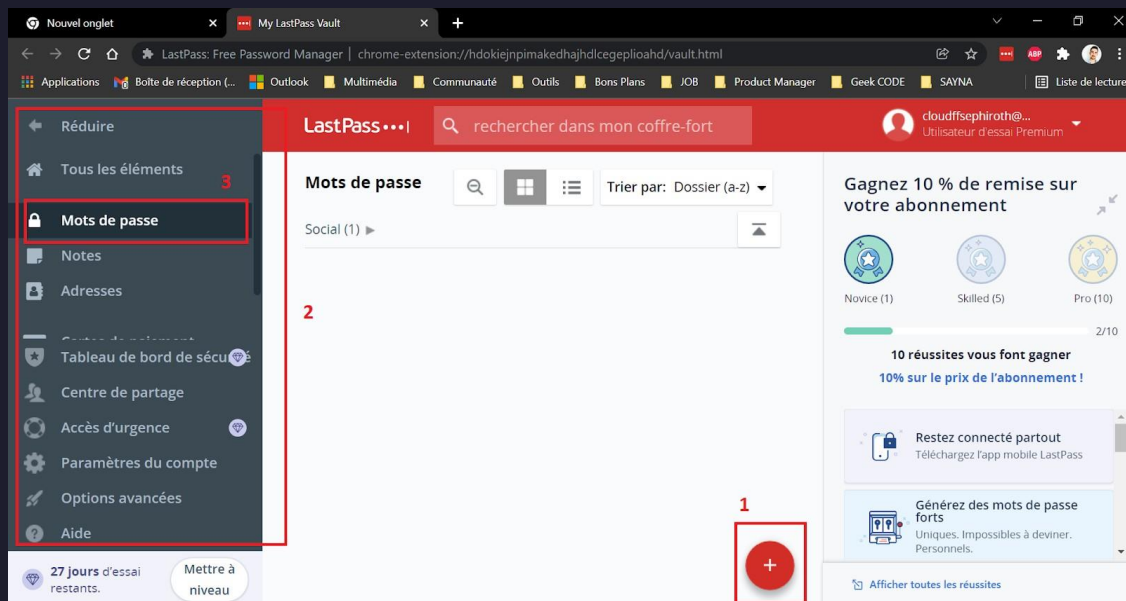 Nouvel onglet
My LastPass Vault
LastPass: Free Password Manager | chrome-extension://hdokiejnpimakedhajhdlcegeplioahd/vault.html
ABP
Applications
Boîte de réception (...
Outlook
Multimédia
Communauté
Outils
Bons Plans
JOB
Product Manager
Geek CODE
SAYNA
Liste de lecture
Réduire
Tous les éléments
3
Mots de passe
Notes
Adresses
Cartes de paiement
Tableau de bord de sécu
Centre de partage
Accès d'urgence
Paramètres du compte
Options avancées
Aide
27 jours d'essai
restants.
Mettre à
niveau
2
LastPass
rechercher dans mon coffre-fort
cloudffsephiroth@...
Utilisateur d'essai Premium
Mots de passe
Trier par: Dossier (a-z)
Social (1)
1
+
Gagnez 10 % de remise sur
votre abonnement
Novice (1)
Skilled (5)
Pro (10)
2/10
10 réussites vous font gagner
10% sur le prix de l'abonnement !
Restez connecté partout
Téléchargez l'app mobile LastPass
Générez des mots de passe
forts
Uniques. Impossibles à deviner.
Personnels.
Afficher toutes les réussites